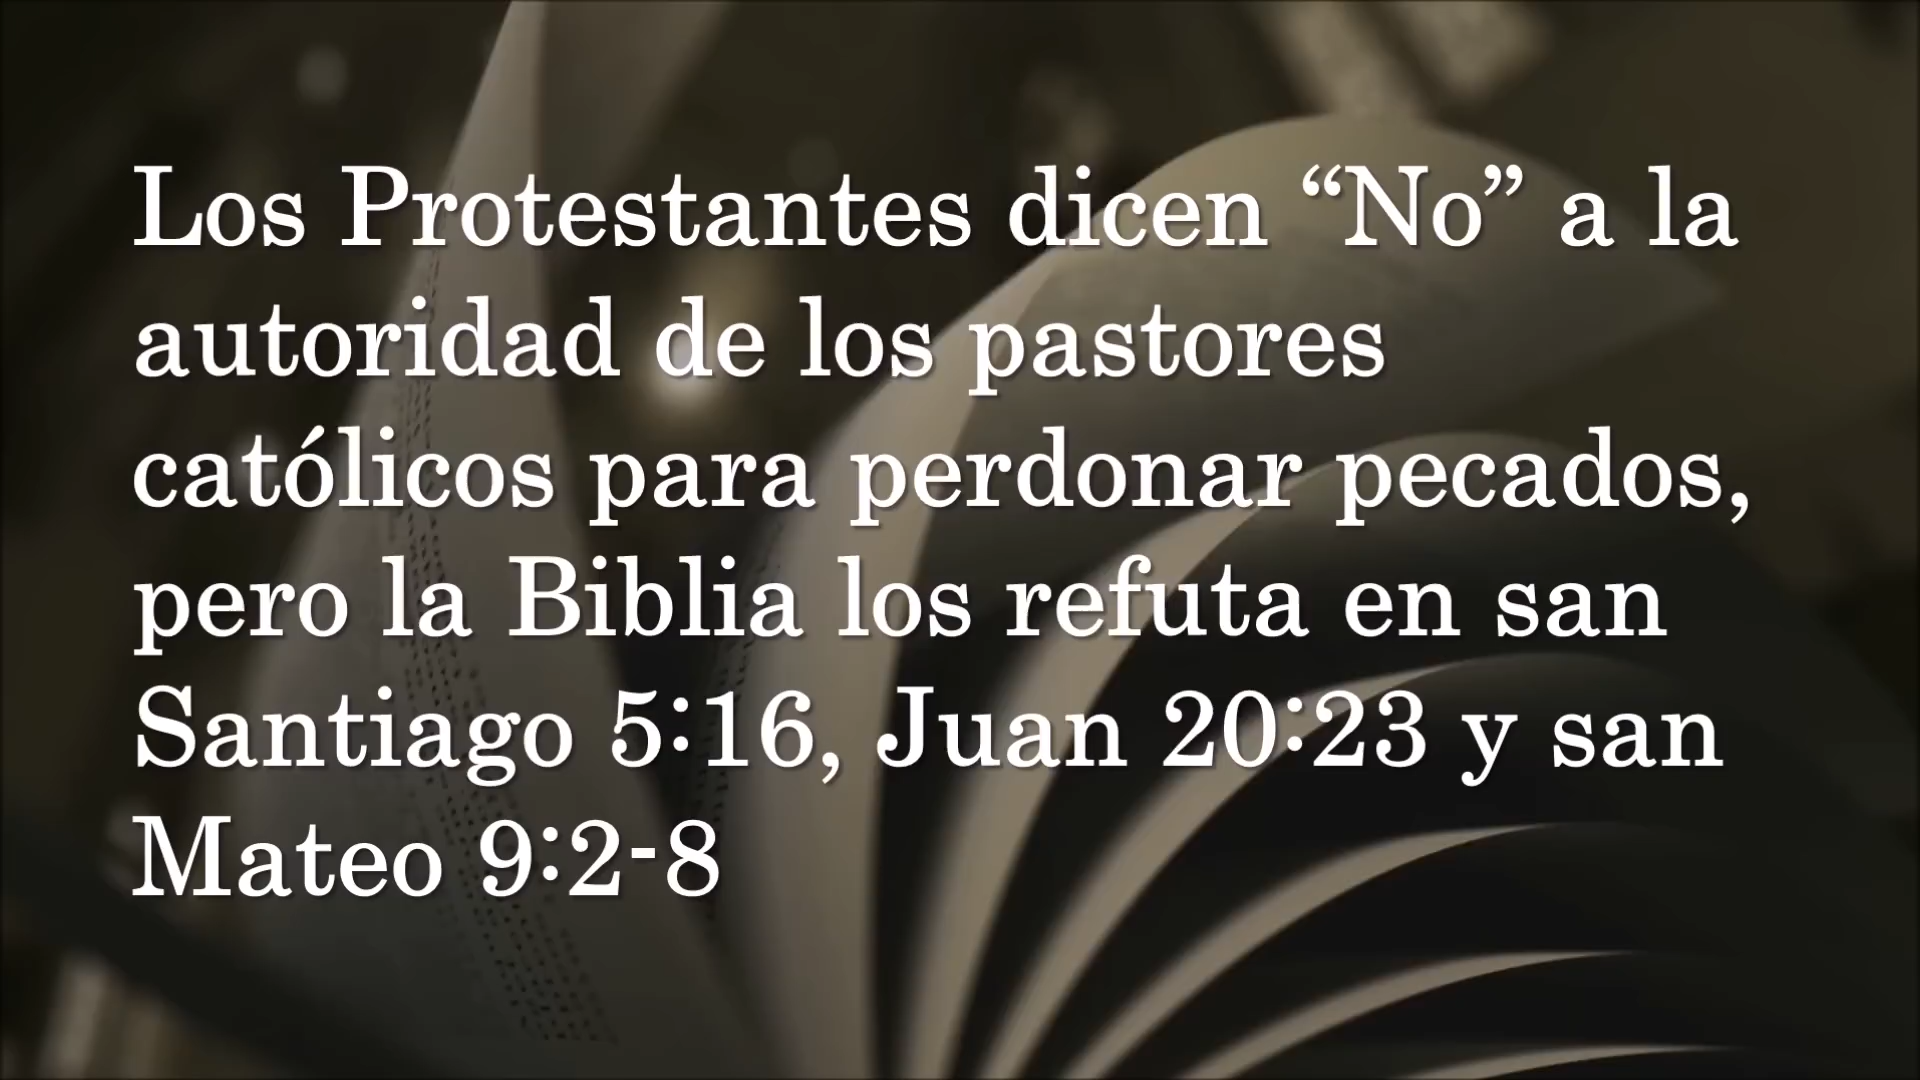 Los Protestantes dicen “No” a la
autoridad de los pastores
católicos para perdonar pecados,
pero la Biblia los refuta en san
Santiago 5:16, Juan 20:23 y san
Mateo 9:2-8